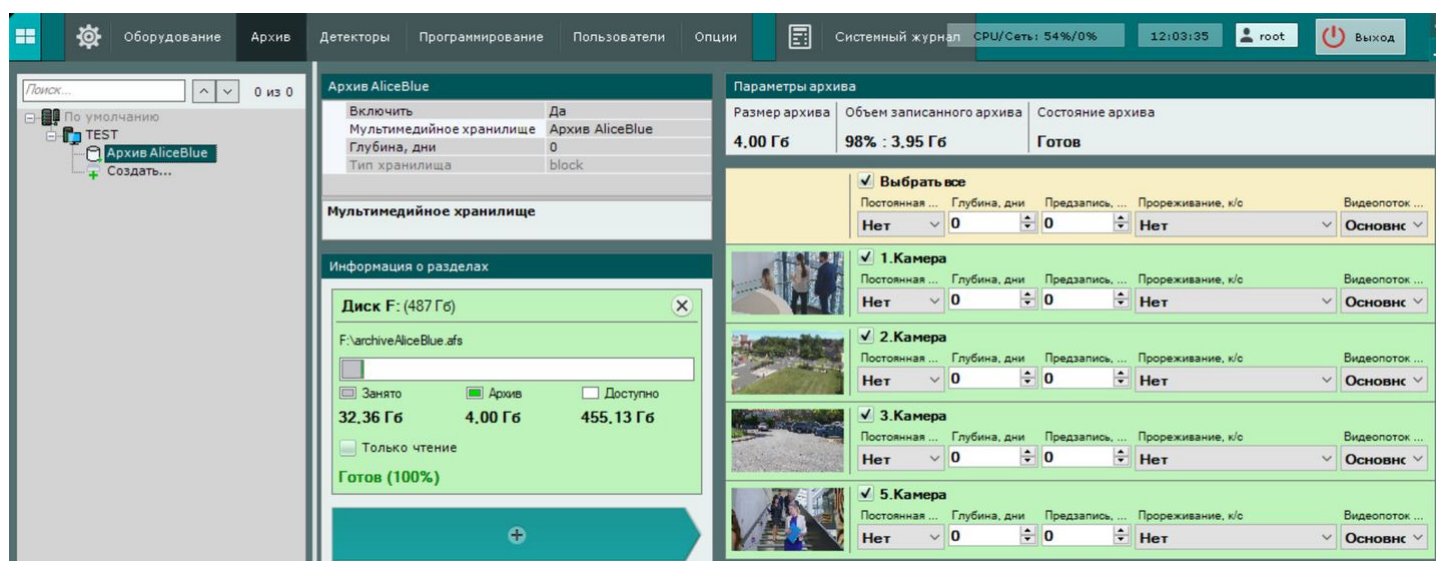 Оборудование Архив Детекторы Программирование Пользователи Опции Системный журнал CPU/Сеть: 54%/0% 12:03:35 root Выход
Поиск... 0 из 0
По умолчанию
TEST
Архив AliceBlue
Создать...
Архив AliceBlue
Включить Да
Мультимедийное хранилище Архив AliceBlue
Глубина, дни 0
Тип хранилища block
Мультимедийное хранилище
Информация о разделах
Диск F: (487 Гб)
F:\archiveAliceBlue.afs
Занято Архив Доступно
32,36 Гб 4,00 Гб 455,13 Гб
Только чтение
Готов (100%)
Параметры архива
Размер архива Объем записанного архива Состояние архива
4,00 Гб 98% : 3,95 Гб Готов
Выбрать все
Постоянная ... Глубина, дни Предзапись, ... Прореживание, к/с Видеопоток ...
Нет 0 0 Нет Основнс
1.Камера
Постоянная ... Глубина, дни Предзапись, ... Прореживание, к/с Видеопоток ...
Нет 0 0 Нет Основнс
2.Камера
Постоянная ... Глубина, дни Предзапись, ... Прореживание, к/с Видеопоток ...
Нет 0 0 Нет Основнс
3.Камера
Постоянная ... Глубина, дни Предзапись, ... Прореживание, к/с Видеопоток ...
Нет 0 0 Нет Основнс
5.Камера
Постоянная ... Глубина, дни Предзапись, ... Прореживание, к/с Видеопоток ...
Нет 0 0 Нет Основнс